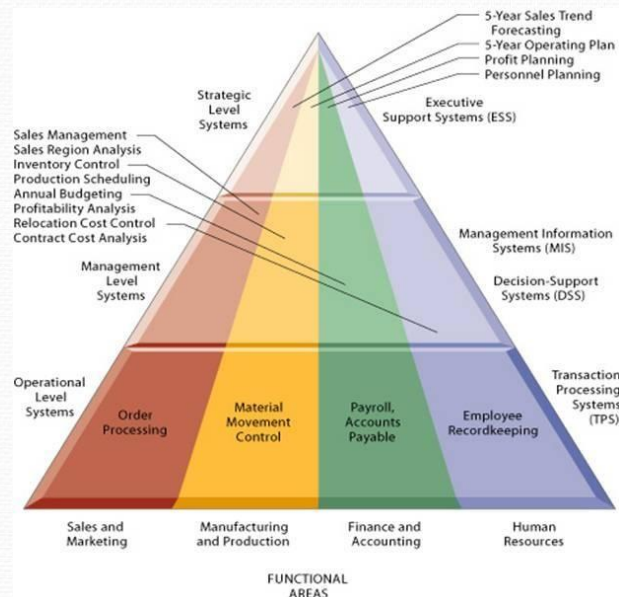 5-Year Sales Trend
Forecasting
5-Year Operating Plan
Profit Planning
Personnel Planning
Strategic
Level
Systems
Executive
Support Systems (ESS)
Sales Management
Sales Region Analysis
Inventory Control
Production Scheduling
Annual Budgeting
Profitability Analysis
Relocation Cost Control
Contract Cost Analysis
Management Information
Systems (MIS)
Management
Level
Systems
Decision-Support
Systems (DSS)
Operational
Level
Systems
Transaction
Processing
Systems
(TPS)
Order
Processing
Material
Movement
Control
Payroll,
Accounts
Payable
Employee
Recordkeeping
Sales and
Marketing
Manufacturing
and Production
Finance and
Accounting
Human
Resources
FUNCTIONAL
AREAS